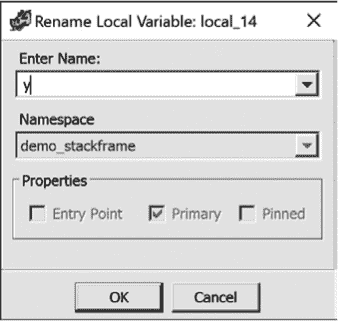 Rename Local Variable: local_14
Enter Name:
y
Namespace
demo_stackframe
Properties
Entry Point
Primary
Pinned
OK
Cancel